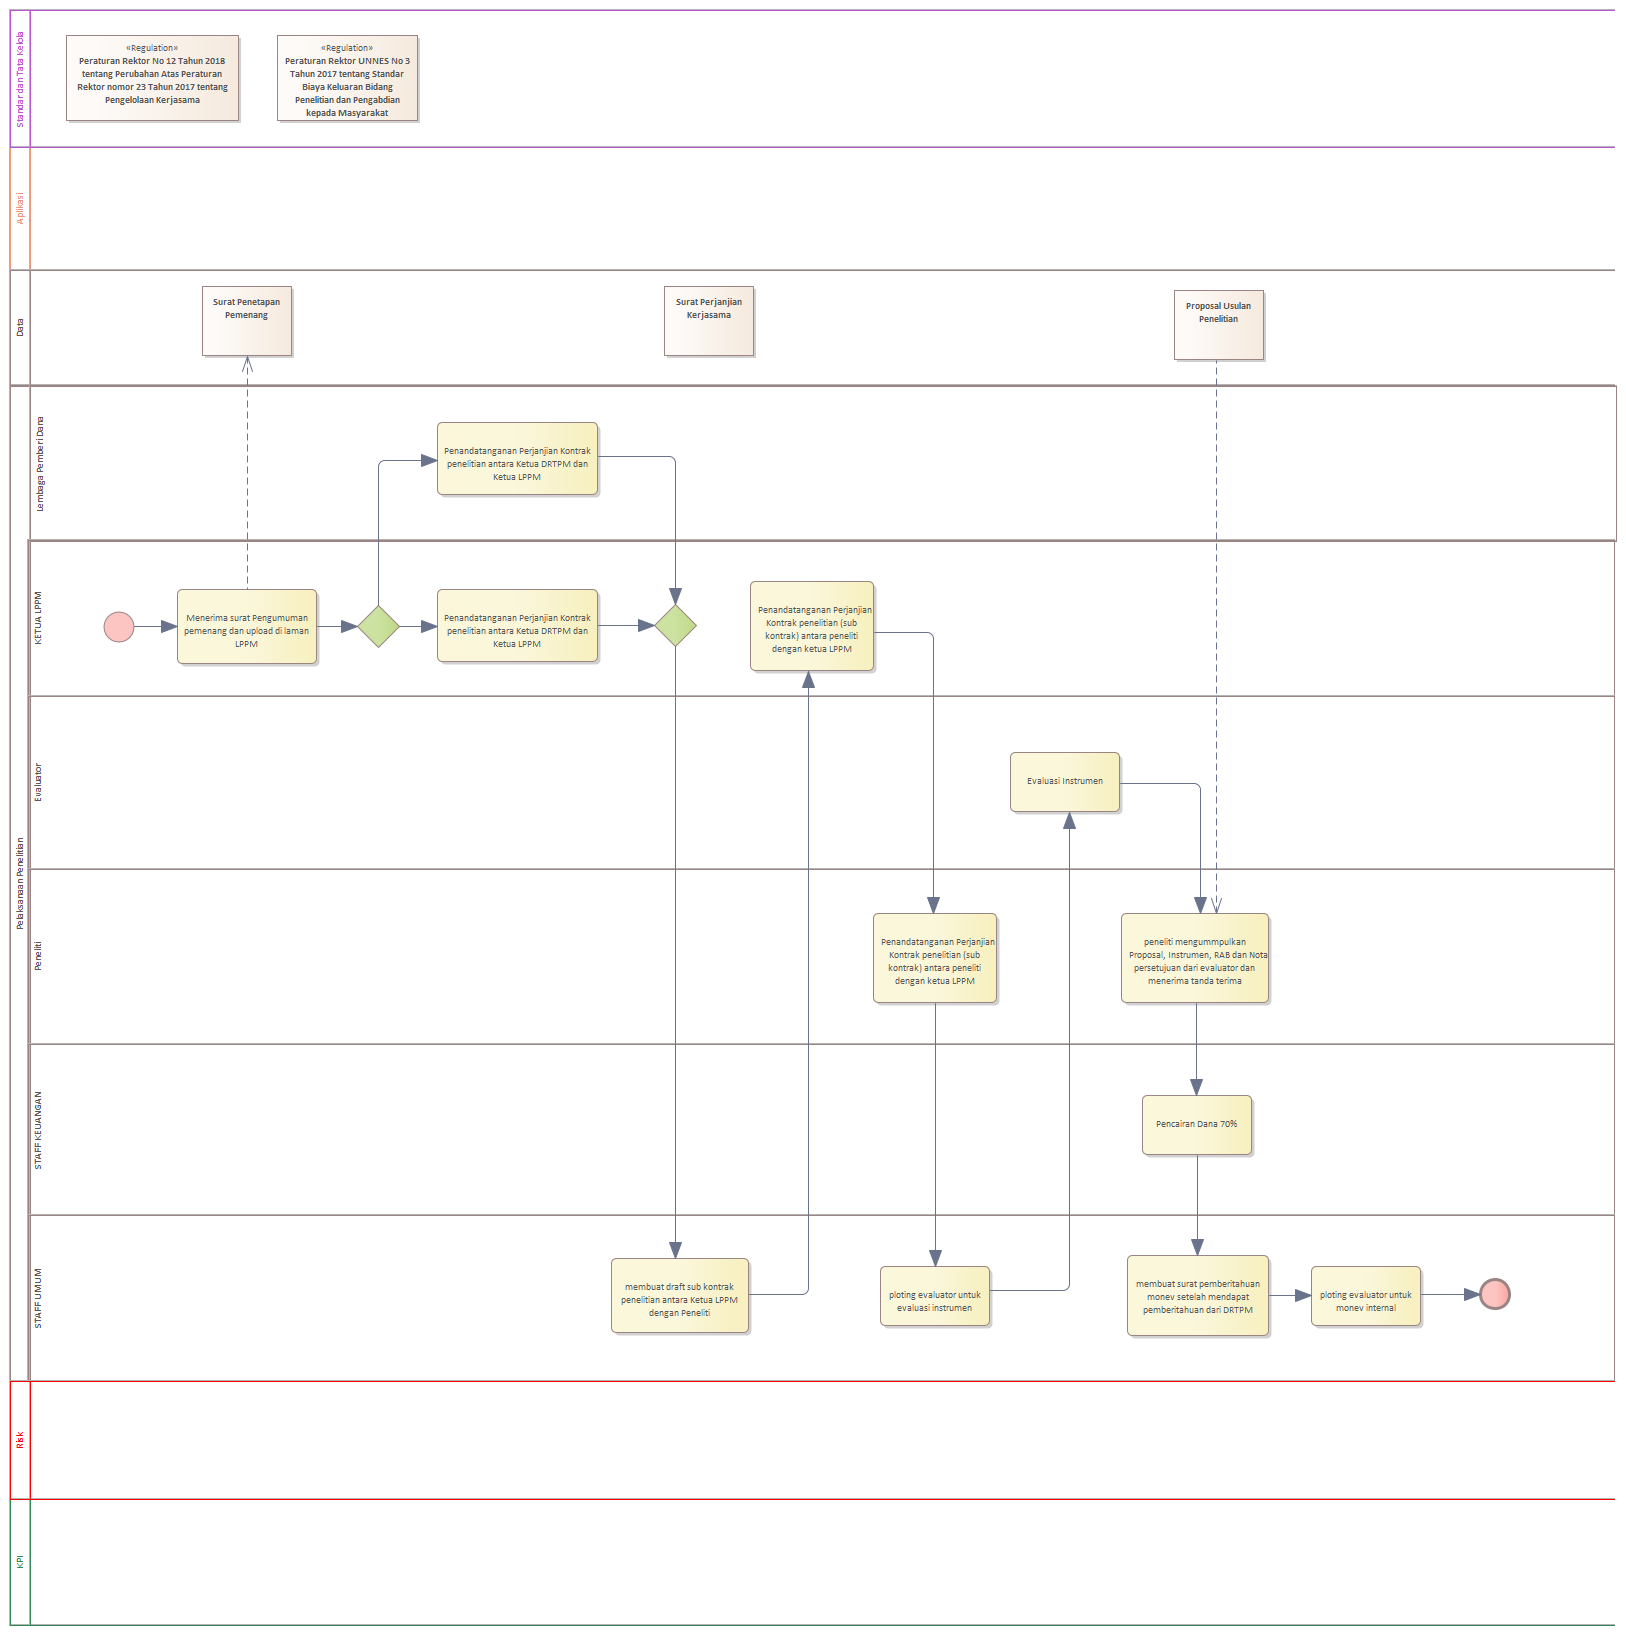 Standar dan Tata Kelola
«Regulation»
Peraturan Rektor No 12 Tahun 2018
tentang Perubahan Atas Peraturan
Rektor nomor 23 Tahun 2017 tentang
Pengelolaan Kerjasama
«Regulation»
Peraturan Rektor UNNES No 3
Tahun 2017 tentang Standar
Biaya Keluaran Bidang
Penelitian dan Pengabdian
kepada Masyarakat
Aplikasi
Data
Surat Penetapan
Pemenang
Surat Perjanjian
Kerjasama
Proposal Usulan
Penelitian
Pelaksanaan Penelitian
Lembaga Pemberi Dana
Penandatanganan Perjanjian Kontrak
penelitian antara Ketua DRTPM dan
Ketua LPPM
KETUA LPPM
Menerima surat Pengumuman
pemenang dan upload di laman
LPPM
Penandatanganan Perjanjian Kontrak
penelitian antara Ketua DRTPM dan
Ketua LPPM
Penandatanganan Perjanjian
Kontrak penelitian (sub
kontrak) antara peneliti
dengan ketua LPPM
Evaluator
Evaluasi Instrumen
Peneliti
Penandatanganan Perjanjian
Kontrak penelitian (sub
kontrak) antara peneliti
dengan ketua LPPM
peneliti mengummpulkan
Proposal, Instrumen, RAB dan Nota
persetujuan dari evaluator dan
menerima tanda terima
STAFF KEUANGAN
Pencairan Dana 70%
STAFF UMUM
membuat draft sub kontrak
penelitian antara Ketua LPPM
dengan Peneliti
ploting evaluator untuk
evaluasi instrumen
membuat surat pemberitahuan
monev setelah mendapat
pemberitahuan dari DRTPM
ploting evaluator untuk
monev internal
Risk
KPI